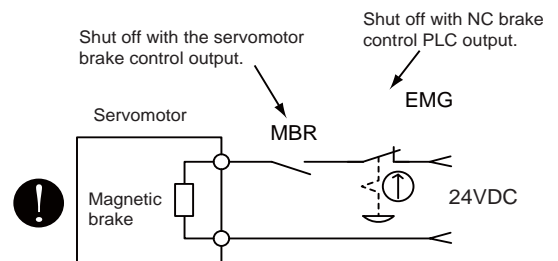 Shut off with the servomotor
brake control output.
Shut off with NC brake
control PLC output.
EMG
Servomotor
MBR
Magnetic
brake
24VDC